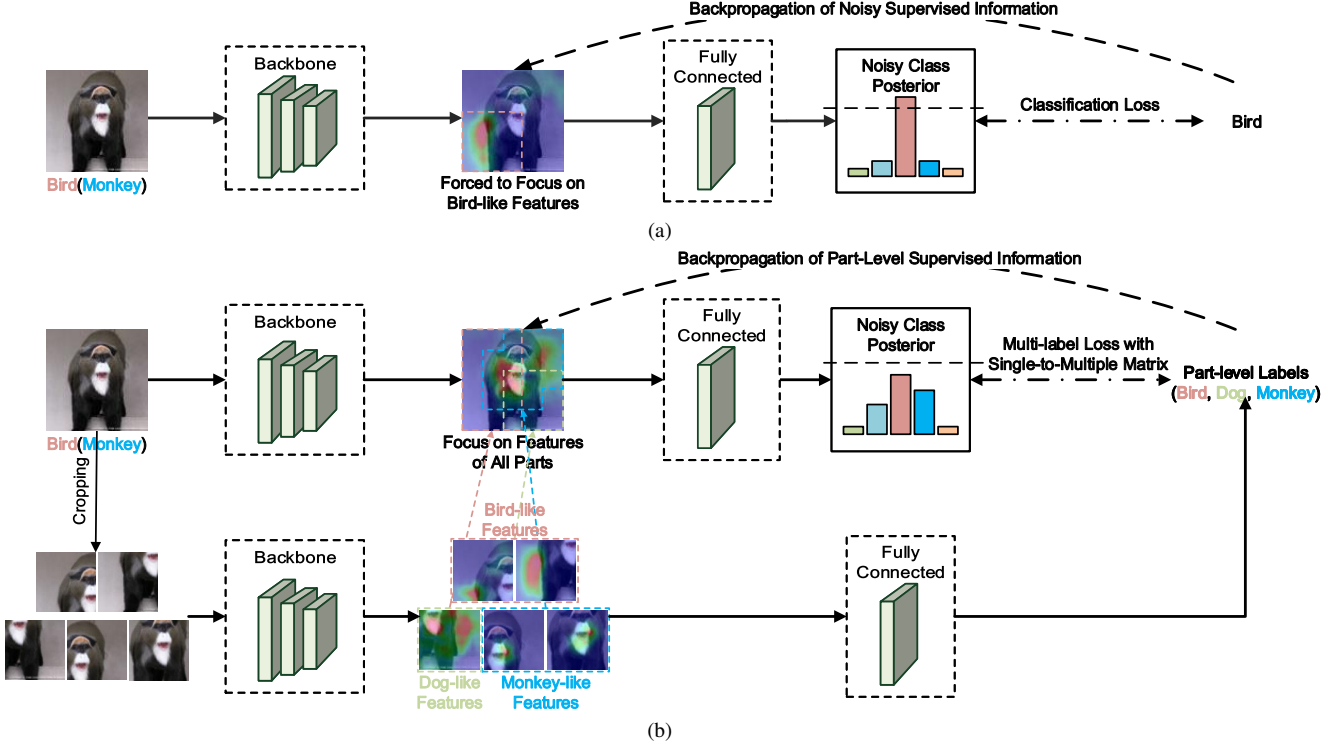 Backpropagation of Noisy Supervised Information
Backbone
Fully
Connected
Noisy Class
Posterior
Classification Loss
Bird
Bird(Monkey)
Forced to Focus on
Bird-like Features
(a)
Backpropagation of Part-Level Supervised Information
Backbone
Fully
Connected
Noisy Class
Posterior
Multi-label Loss with
Single-to-Multiple Matrix
Part-level Labels
(Bird, Dog, Monkey)
Bird(Monkey)
Focus on Features
of All Parts
Cropping
Bird-like
Features
Backbone
Fully
Connected
Dog-like
Features
Monkey-like
Features
(b)